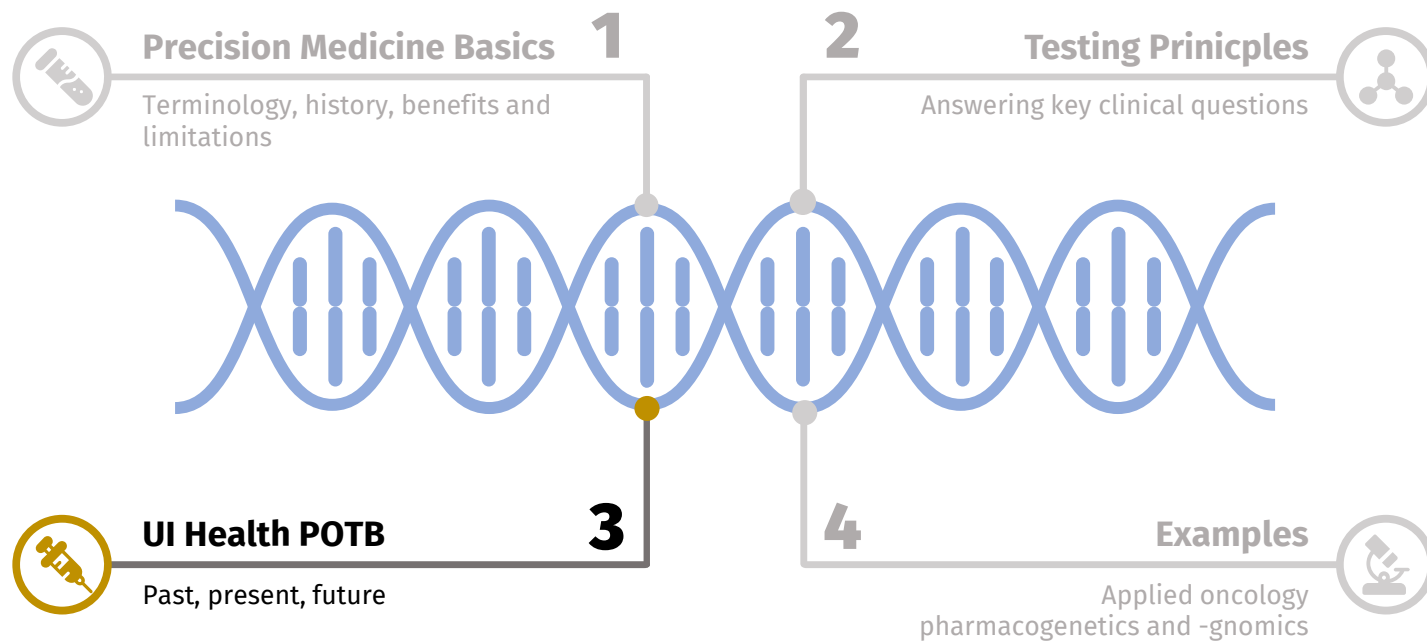 Precision Medicine Basics 1
Terminology, history, benefits and
limitations
2 Testing Prinicples
Answering key clinical questions
UI Health POTB 3
Past, present, future
4 Examples
Applied oncology
pharmacogenetics and -gnomics